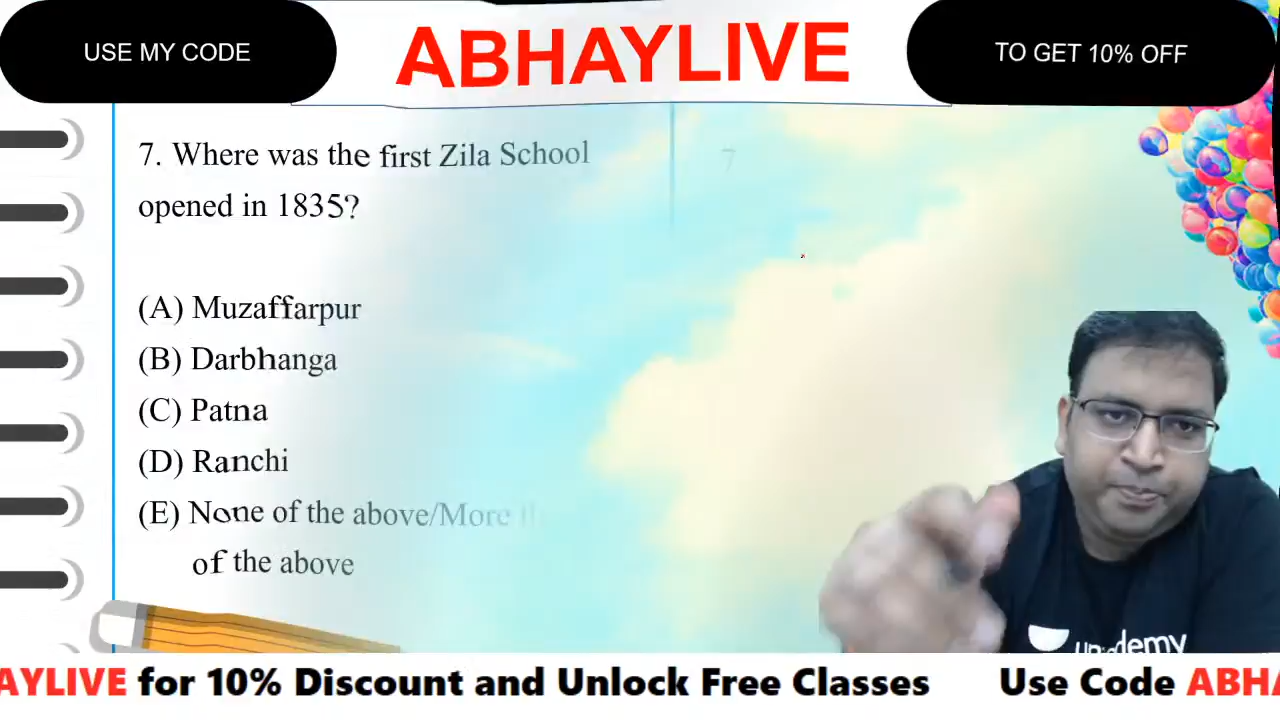 USE MY CODE
ABHAYLIVE
TO GET 10% OFF
7. Where was the first Zila School
7
opened in 1835?
(A) Muzaffarpur
(B) Darbhanga
(C) Patna
(D) Ranchi
(E) None of the above/More
of the above
AYLIVE for 10% Discount and Unlock Free Classes Use Code ABHA